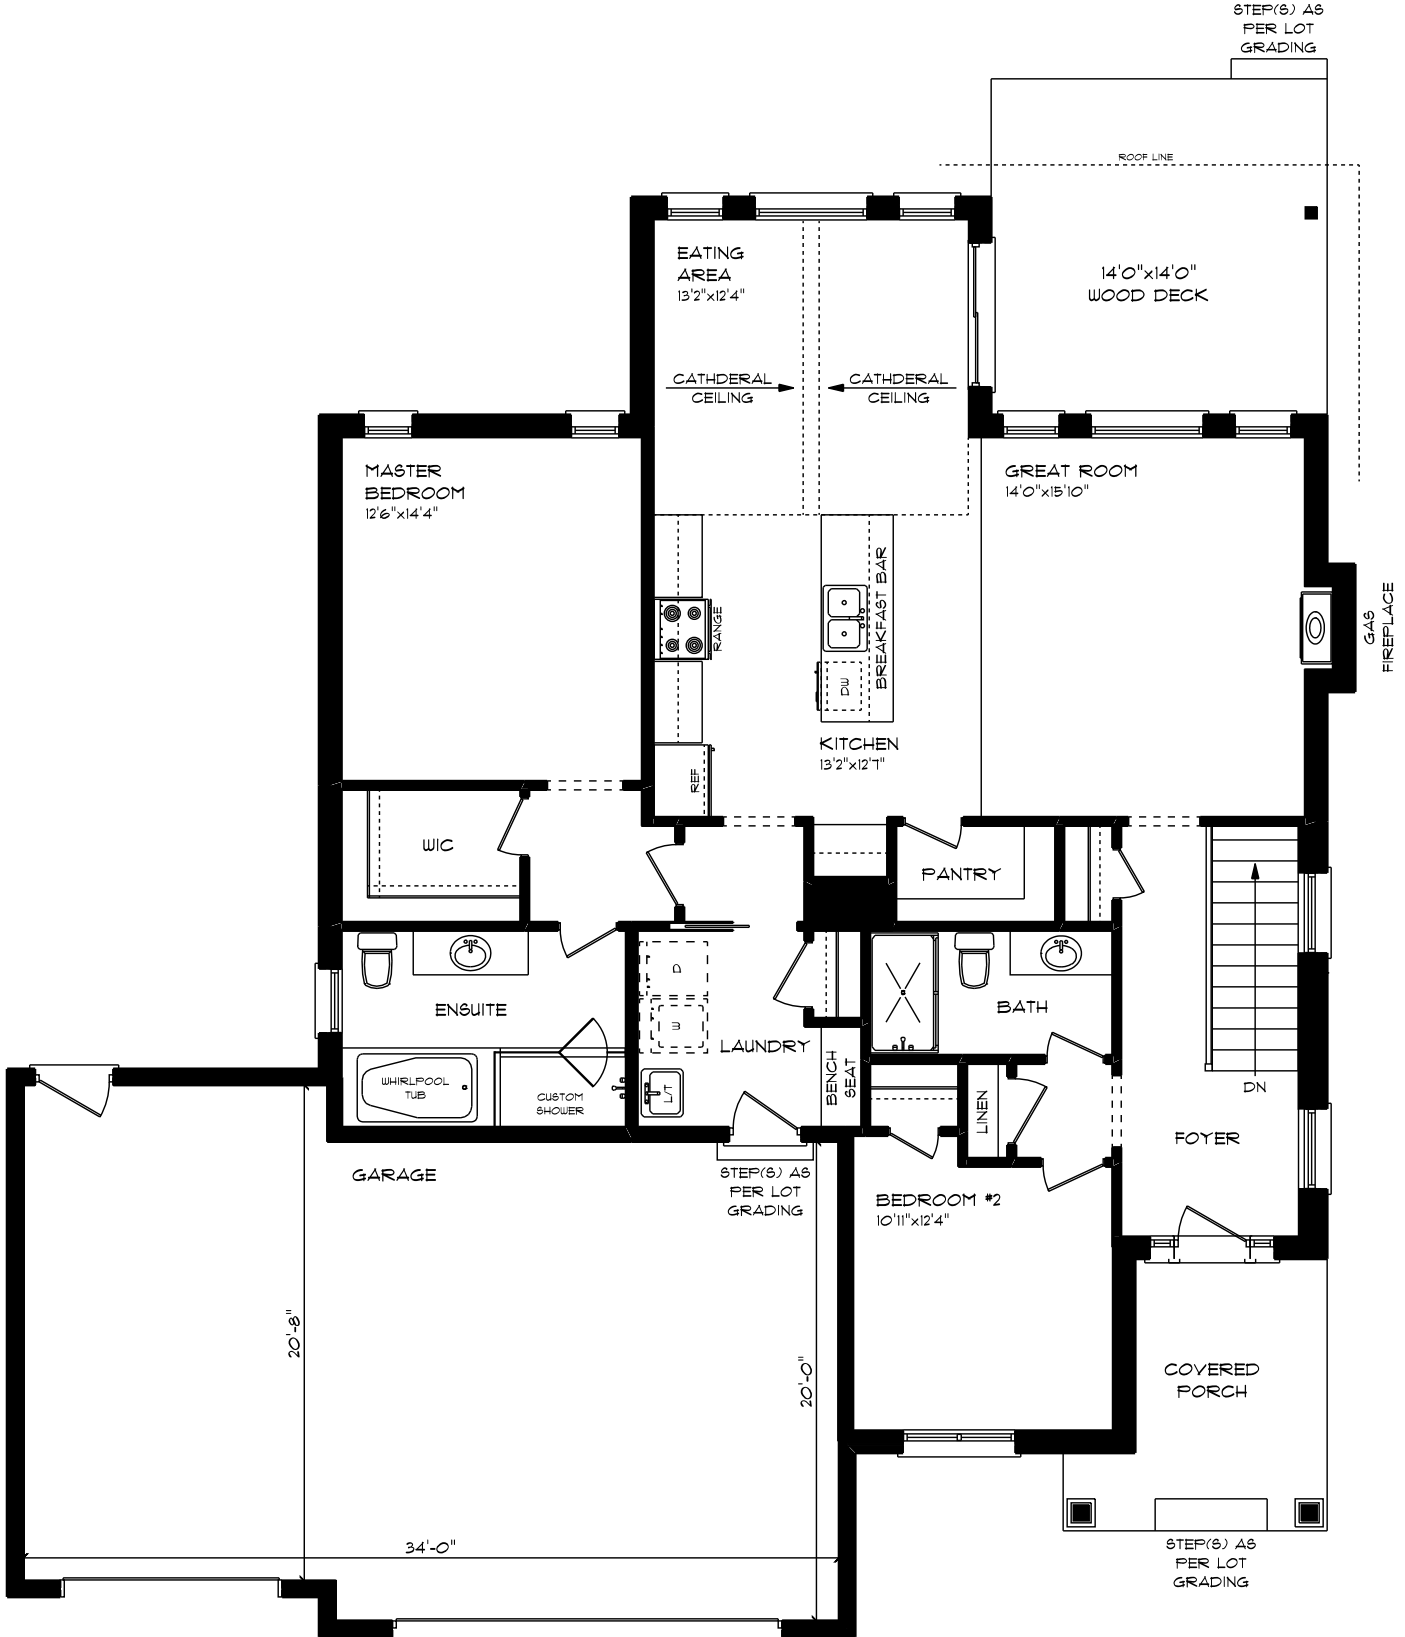 STEP(S) AS
PER LOT
GRADING
ROOF LINE
EATING
AREA
13'2"x12'4"
14'0"x14'0"
WOOD DECK
CATHDERAL
CEILING
CATHDERAL
CEILING
MASTER
BEDROOM
12'6"x14'4"
GREAT ROOM
14'0"x15'10"
BREAKFAST BAR
RANGE
GAS
FIREPLACE
DW
KITCHEN
13'2"x12'7"
REF
WIC
PANTRY
D
ENSUITE
BATH
W
LAUNDRY
BENCH
SEAT
WHIRLPOOL
TUB
CUSTOM
SHOWER
L/T
LINEN
DN
FOYER
GARAGE
STEP(S) AS
PER LOT
GRADING
BEDROOM #2
10'11"x12'4"
20'-8"
20'-0"
COVERED
PORCH
34'-0"
STEP(S) AS
PER LOT
GRADING